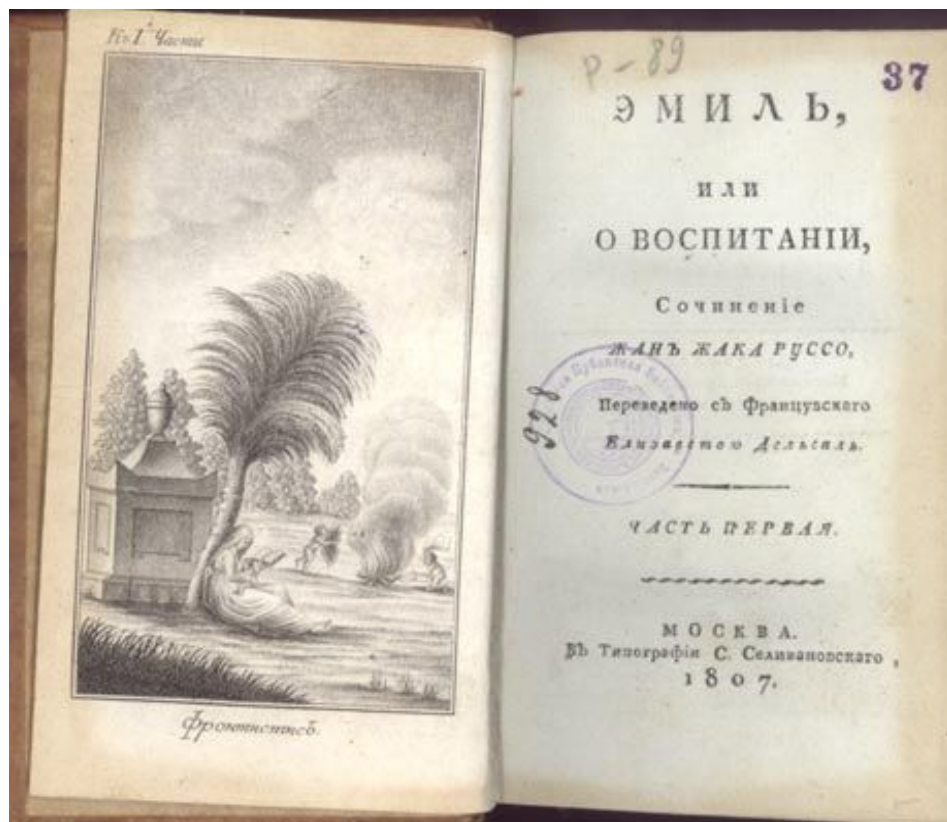 Къ I. Части
Фронтиспис.
Р - 89
37
ЭМИЛЬ,
ИЛИ
О ВОСПИТАНІИ,
Сочиненіе
ЖАНЪ ЖАКА РУССО,
928
Переведено съ Французскаго
Елизаветою Дельсаль.
ЧАСТЬ ПЕРВАЯ.
МОСКВА.
Въ Типографіи С. Селивановскаго,
1807.